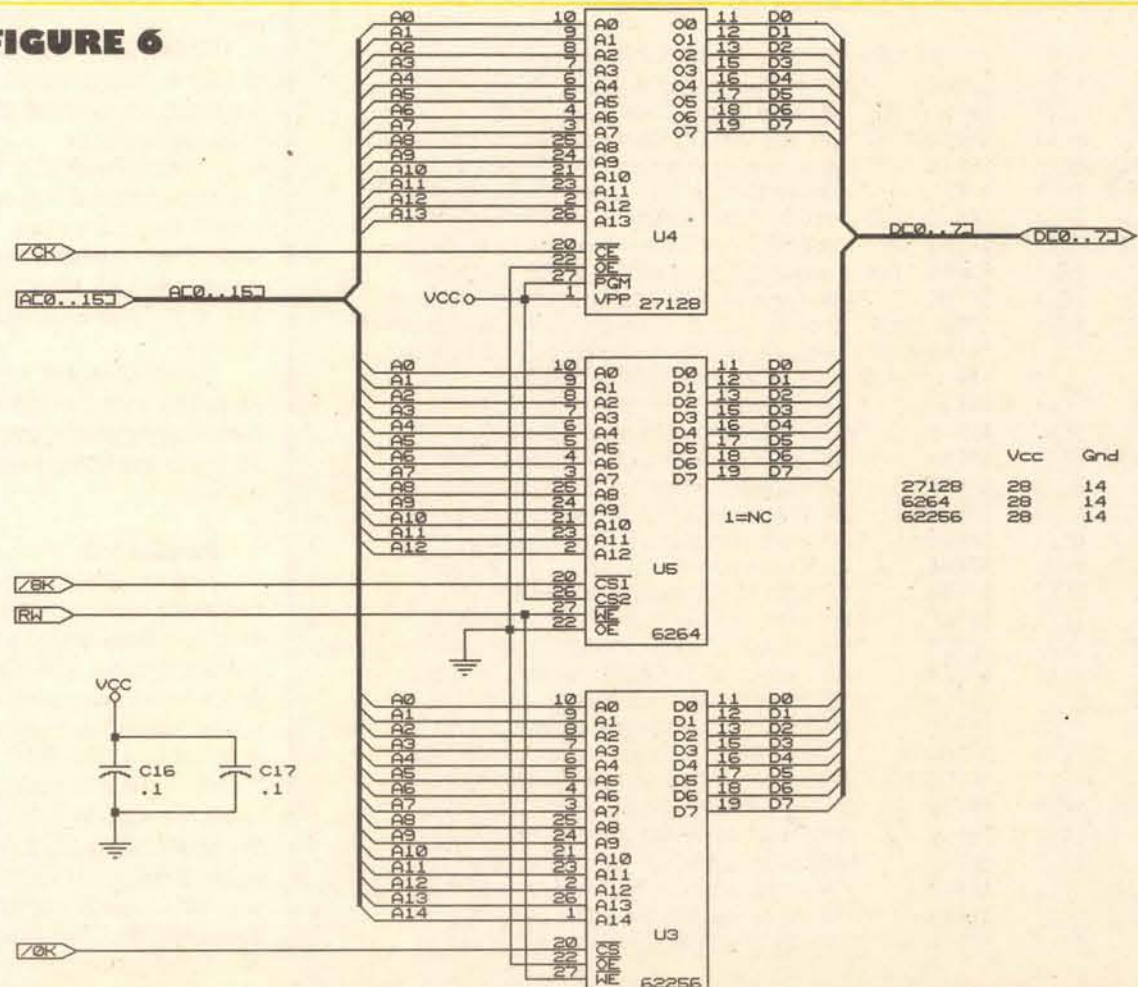 FIGURE 6
A0 10 A0 O0 11 D0
A1 9 A1 O1 12 D1
A2 8 A2 O2 13 D2
A3 7 A3 O3 15 D3
A4 6 A4 O4 16 D4
A5 5 A5 O5 17 D5
A6 4 A6 O6 18 D6
A7 3 A7 O7 19 D7
A8 25 A8
A9 24 A9
A10 21 A10
A11 23 A11
A12 2 A12
A13 26 A13
U4
D[0..7] D[0..7]
/CK 20 CE
22 OE
27 PGM
A[0..15] A[0..15] VCC 1 VPP 27128
A0 10 A0 D0 11 D0
A1 9 A1 D1 12 D1
A2 8 A2 D2 13 D2
A3 7 A3 D3 15 D3
A4 6 A4 D4 16 D4
A5 5 A5 D5 17 D5
A6 4 A6 D6 18 D6
A7 3 A7 D7 19 D7
A8 25 A8
A9 24 A9
A10 21 A10
A11 23 A11
A12 2 A12
1=NC
U5
Vcc Gnd
27128 28 14
6264 28 14
62256 28 14
/8K 20 CS1
26 CS2
RW 27 WE
22 OE 6264
VCC
C16 .1
C17 .1
A0 10 A0 D0 11 D0
A1 9 A1 D1 12 D1
A2 8 A2 D2 13 D2
A3 7 A3 D3 15 D3
A4 6 A4 D4 16 D4
A5 5 A5 D5 17 D5
A6 4 A6 D6 18 D6
A7 3 A7 D7 19 D7
A8 25 A8
A9 24 A9
A10 21 A10
A11 23 A11
A12 2 A12
A13 26 A13
A14 1 A14
U3
/0K 20 CS
22 OE
27 WE 62256